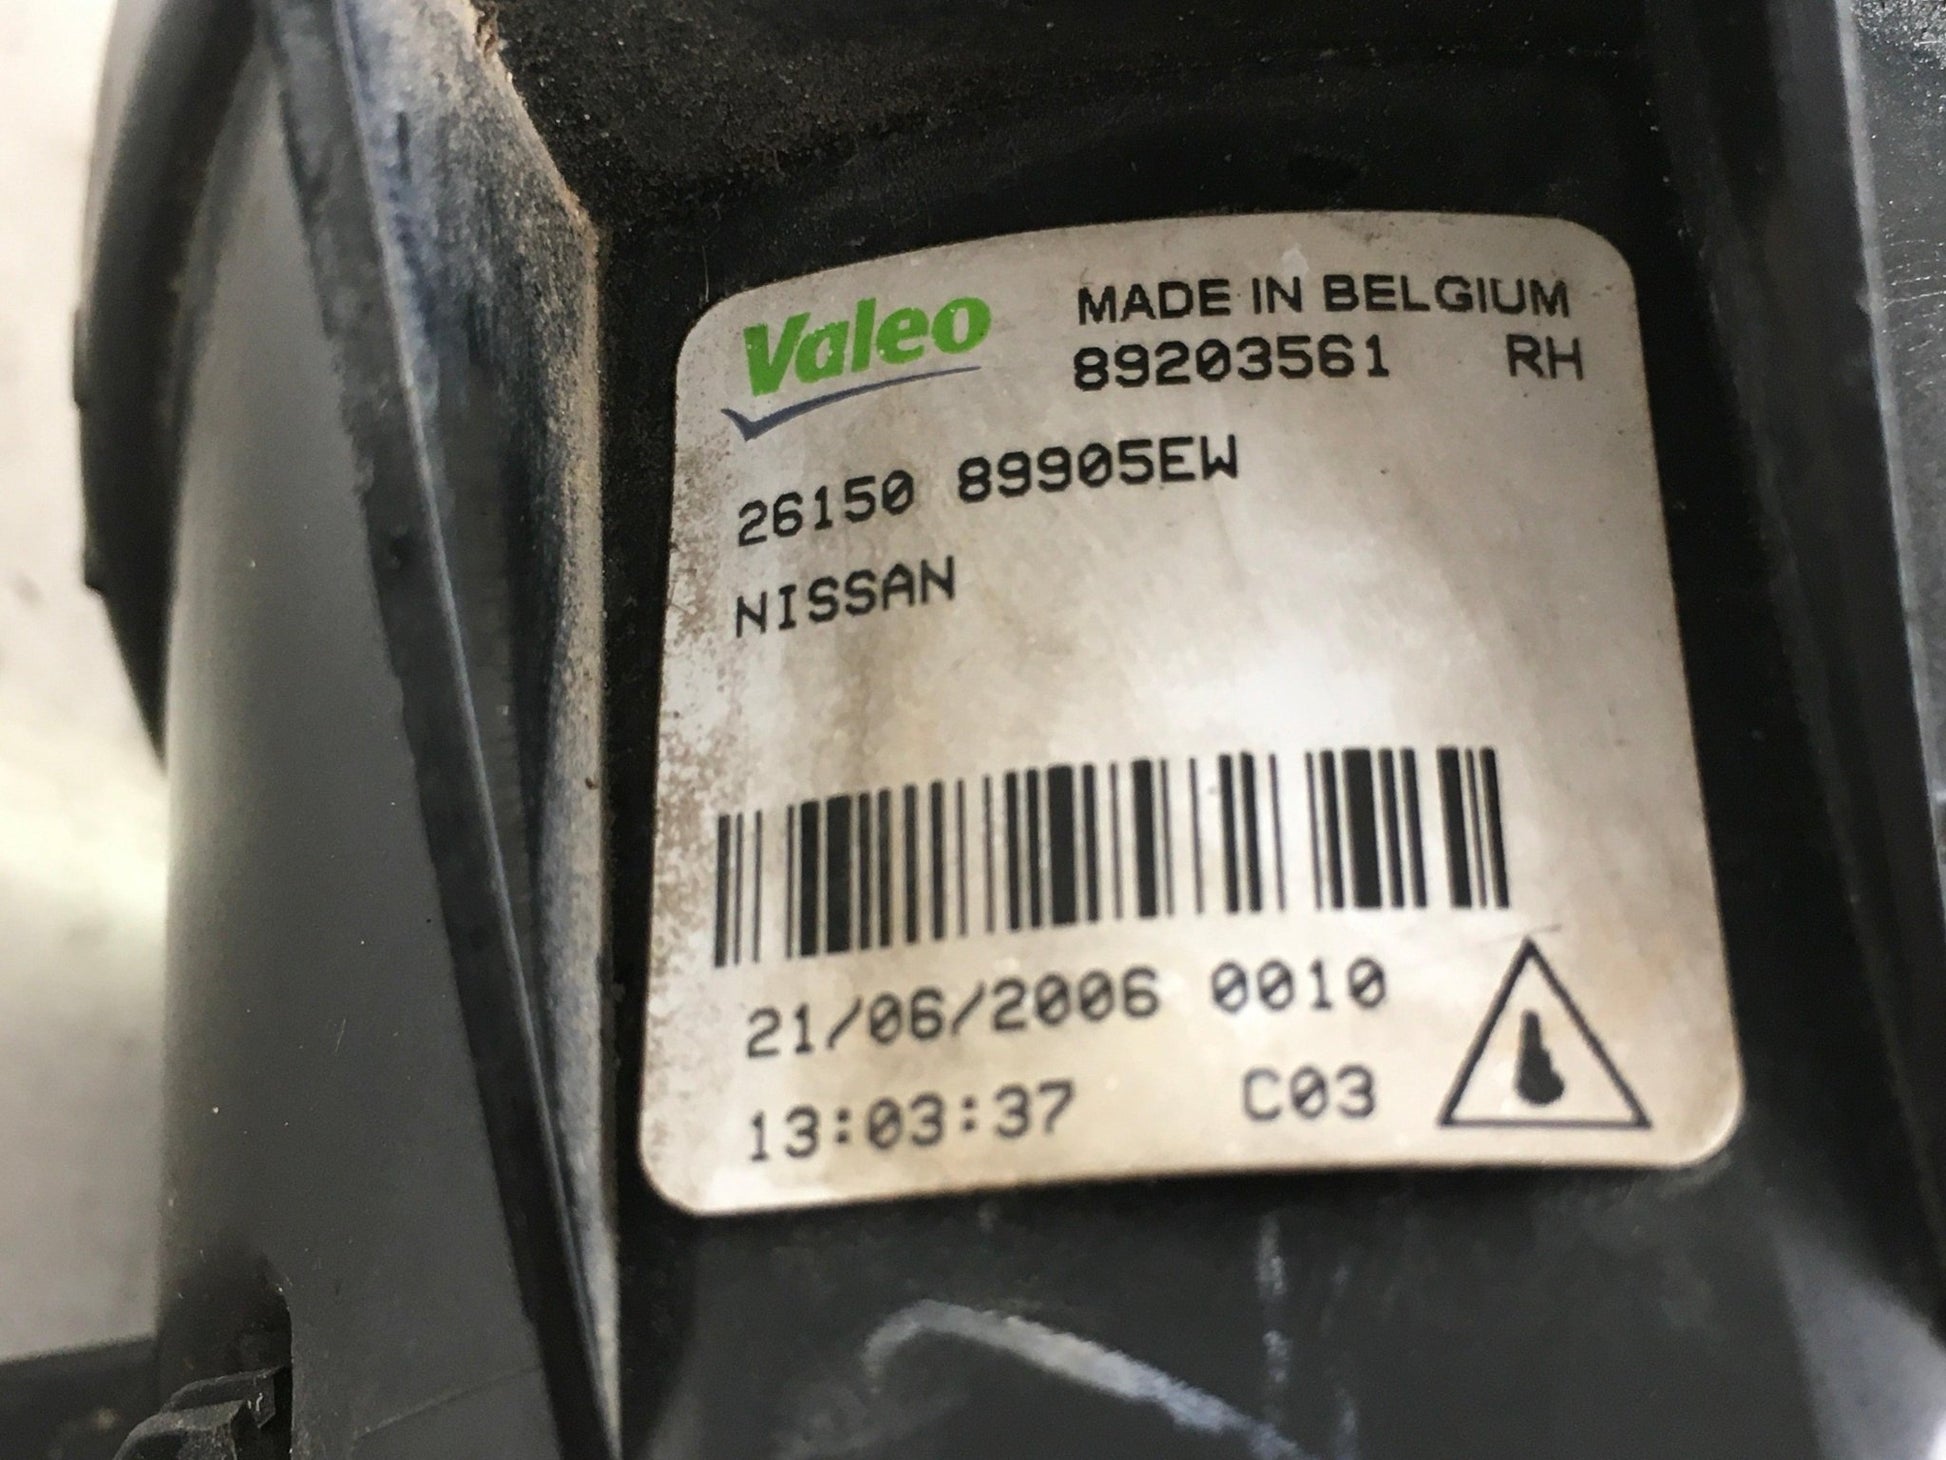 Valeo
MADE IN BELGIUM
89203561 RH
26150 89905EW
NISSAN
21/06/2006 0010
13:03:37 C03